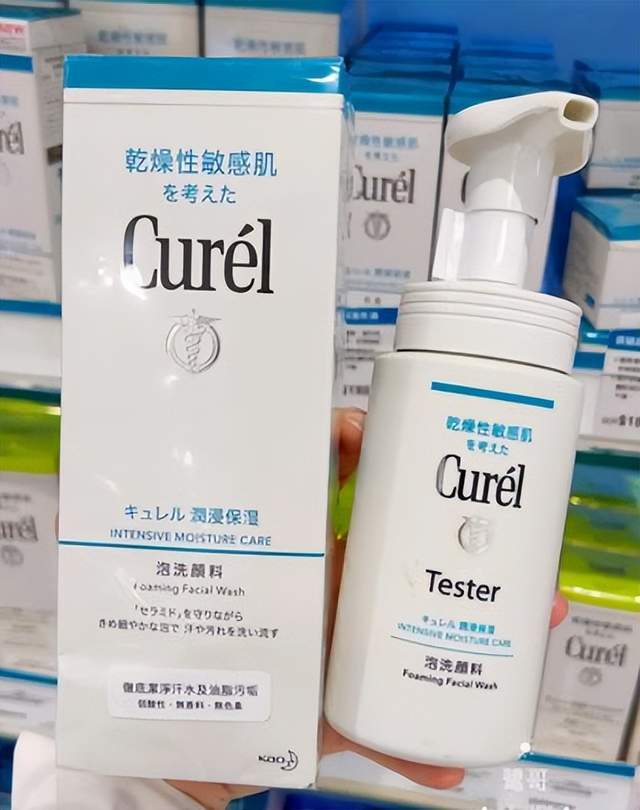 乾燥性敏感肌
を考えた
Curél
キュレル 潤浸保湿
INTENSIVE MOISTURE CARE
泡洗顔料
Foaming Facial Wash
「セラミド」を守りながら
きめ細やかな泡で 汗や汚れを洗い流す
徹底潔淨汗水及油脂污垢
弱酸性・無香料・無色素
Kao
乾燥性敏感肌
を考えた
Curél
Tester
キュレル 潤浸保湿
INTENSIVE MOISTURE CARE
泡洗顔料
Foaming Facial Wash
Curél
Curél
鹭哥